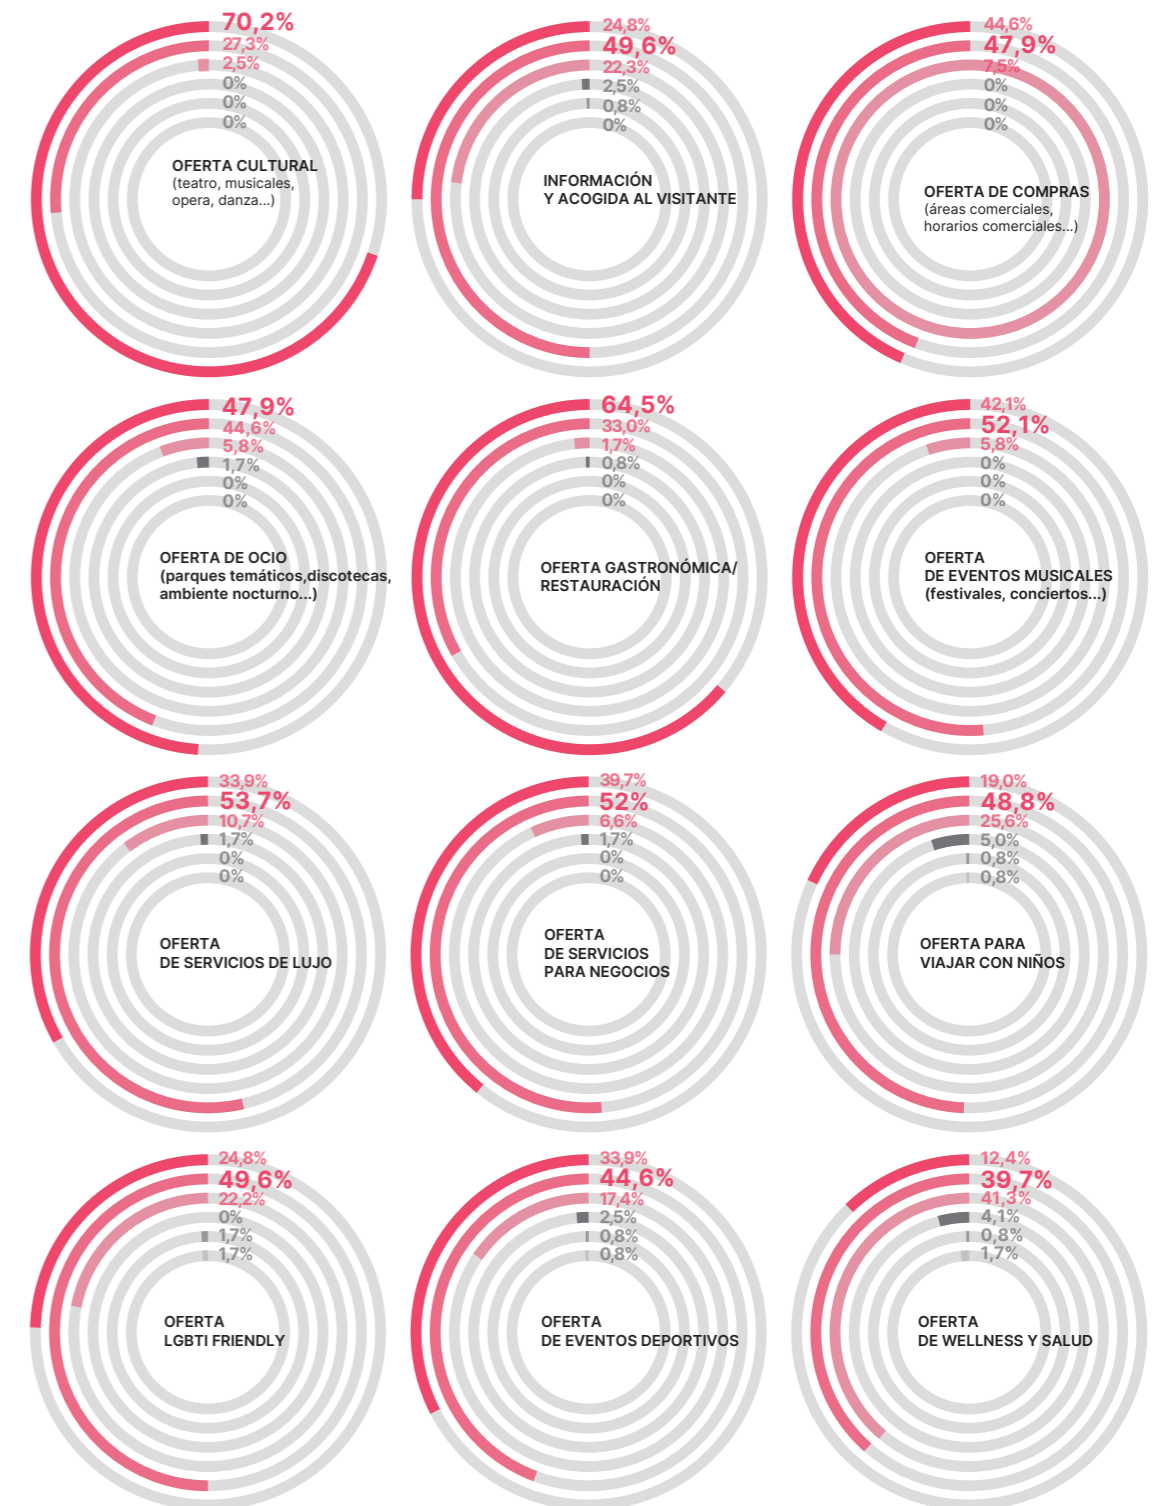 70,2%
27,3%
2,5%
0%
0%
0%
OFERTA CULTURAL
(teatro, musicales,
opera, danza...)
24,8%
49,6%
22,3%
2,5%
0,8%
0%
INFORMACIÓN
Y ACOGIDA AL VISITANTE
44,6%
47,9%
7,5%
0%
0%
0%
OFERTA DE COMPRAS
(áreas comerciales,
horarios comerciales...)
47,9%
44,6%
5,8%
1,7%
0%
0%
OFERTA DE OCIO
(parques temáticos,discotecas,
ambiente nocturno...)
64,5%
33,0%
1,7%
0,8%
0%
0%
OFERTA GASTRONÓMICA/
RESTAURACIÓN
42,1%
52,1%
5,8%
0%
0%
0%
OFERTA
DE EVENTOS MUSICALES
(festivales, conciertos...)
33,9%
53,7%
10,7%
1,7%
0%
0%
OFERTA
DE SERVICIOS DE LUJO
39,7%
52%
6,6%
1,7%
0%
0%
OFERTA
DE SERVICIOS
PARA NEGOCIOS
19,0%
48,8%
25,6%
5,0%
0,8%
0,8%
OFERTA PARA
VIAJAR CON NIÑOS
24,8%
49,6%
22,2%
0%
1,7%
1,7%
OFERTA
LGBTI FRIENDLY
33,9%
44,6%
17,4%
2,5%
0,8%
0,8%
OFERTA
DE EVENTOS DEPORTIVOS
12,4%
39,7%
41,3%
4,1%
0,8%
1,7%
OFERTA
DE WELLNESS Y SALUD